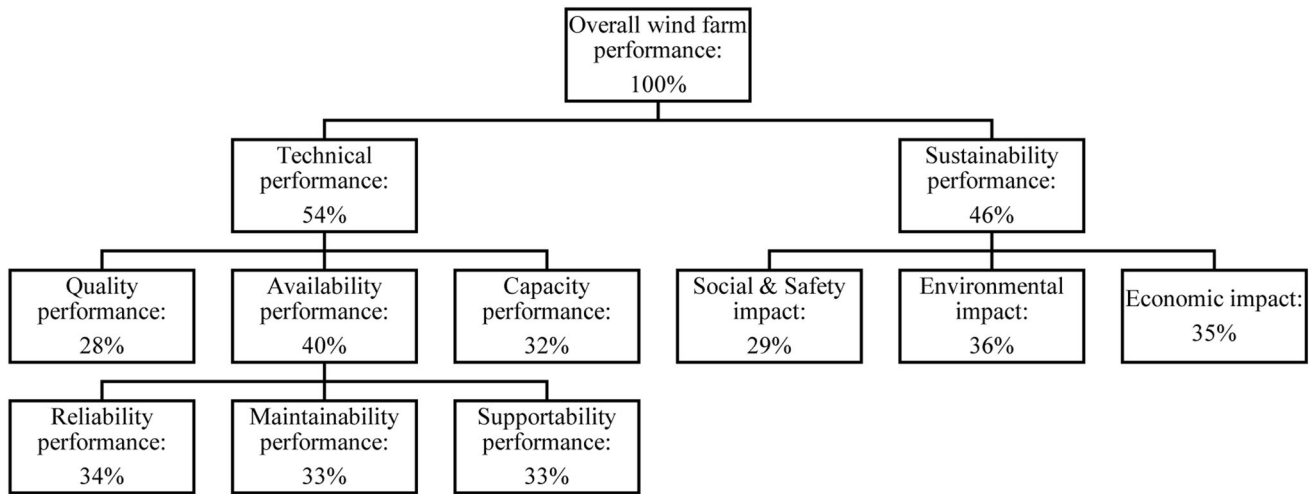 Overall wind farm
performance:
100%
Technical
performance:
54%
Sustainability
performance:
46%
Quality
performance:
28%
Availability
performance:
40%
Capacity
performance:
32%
Social & Safety
impact:
29%
Environmental
impact:
36%
Economic impact:
35%
Reliability
performance:
34%
Maintainability
performance:
33%
Supportability
performance:
33%